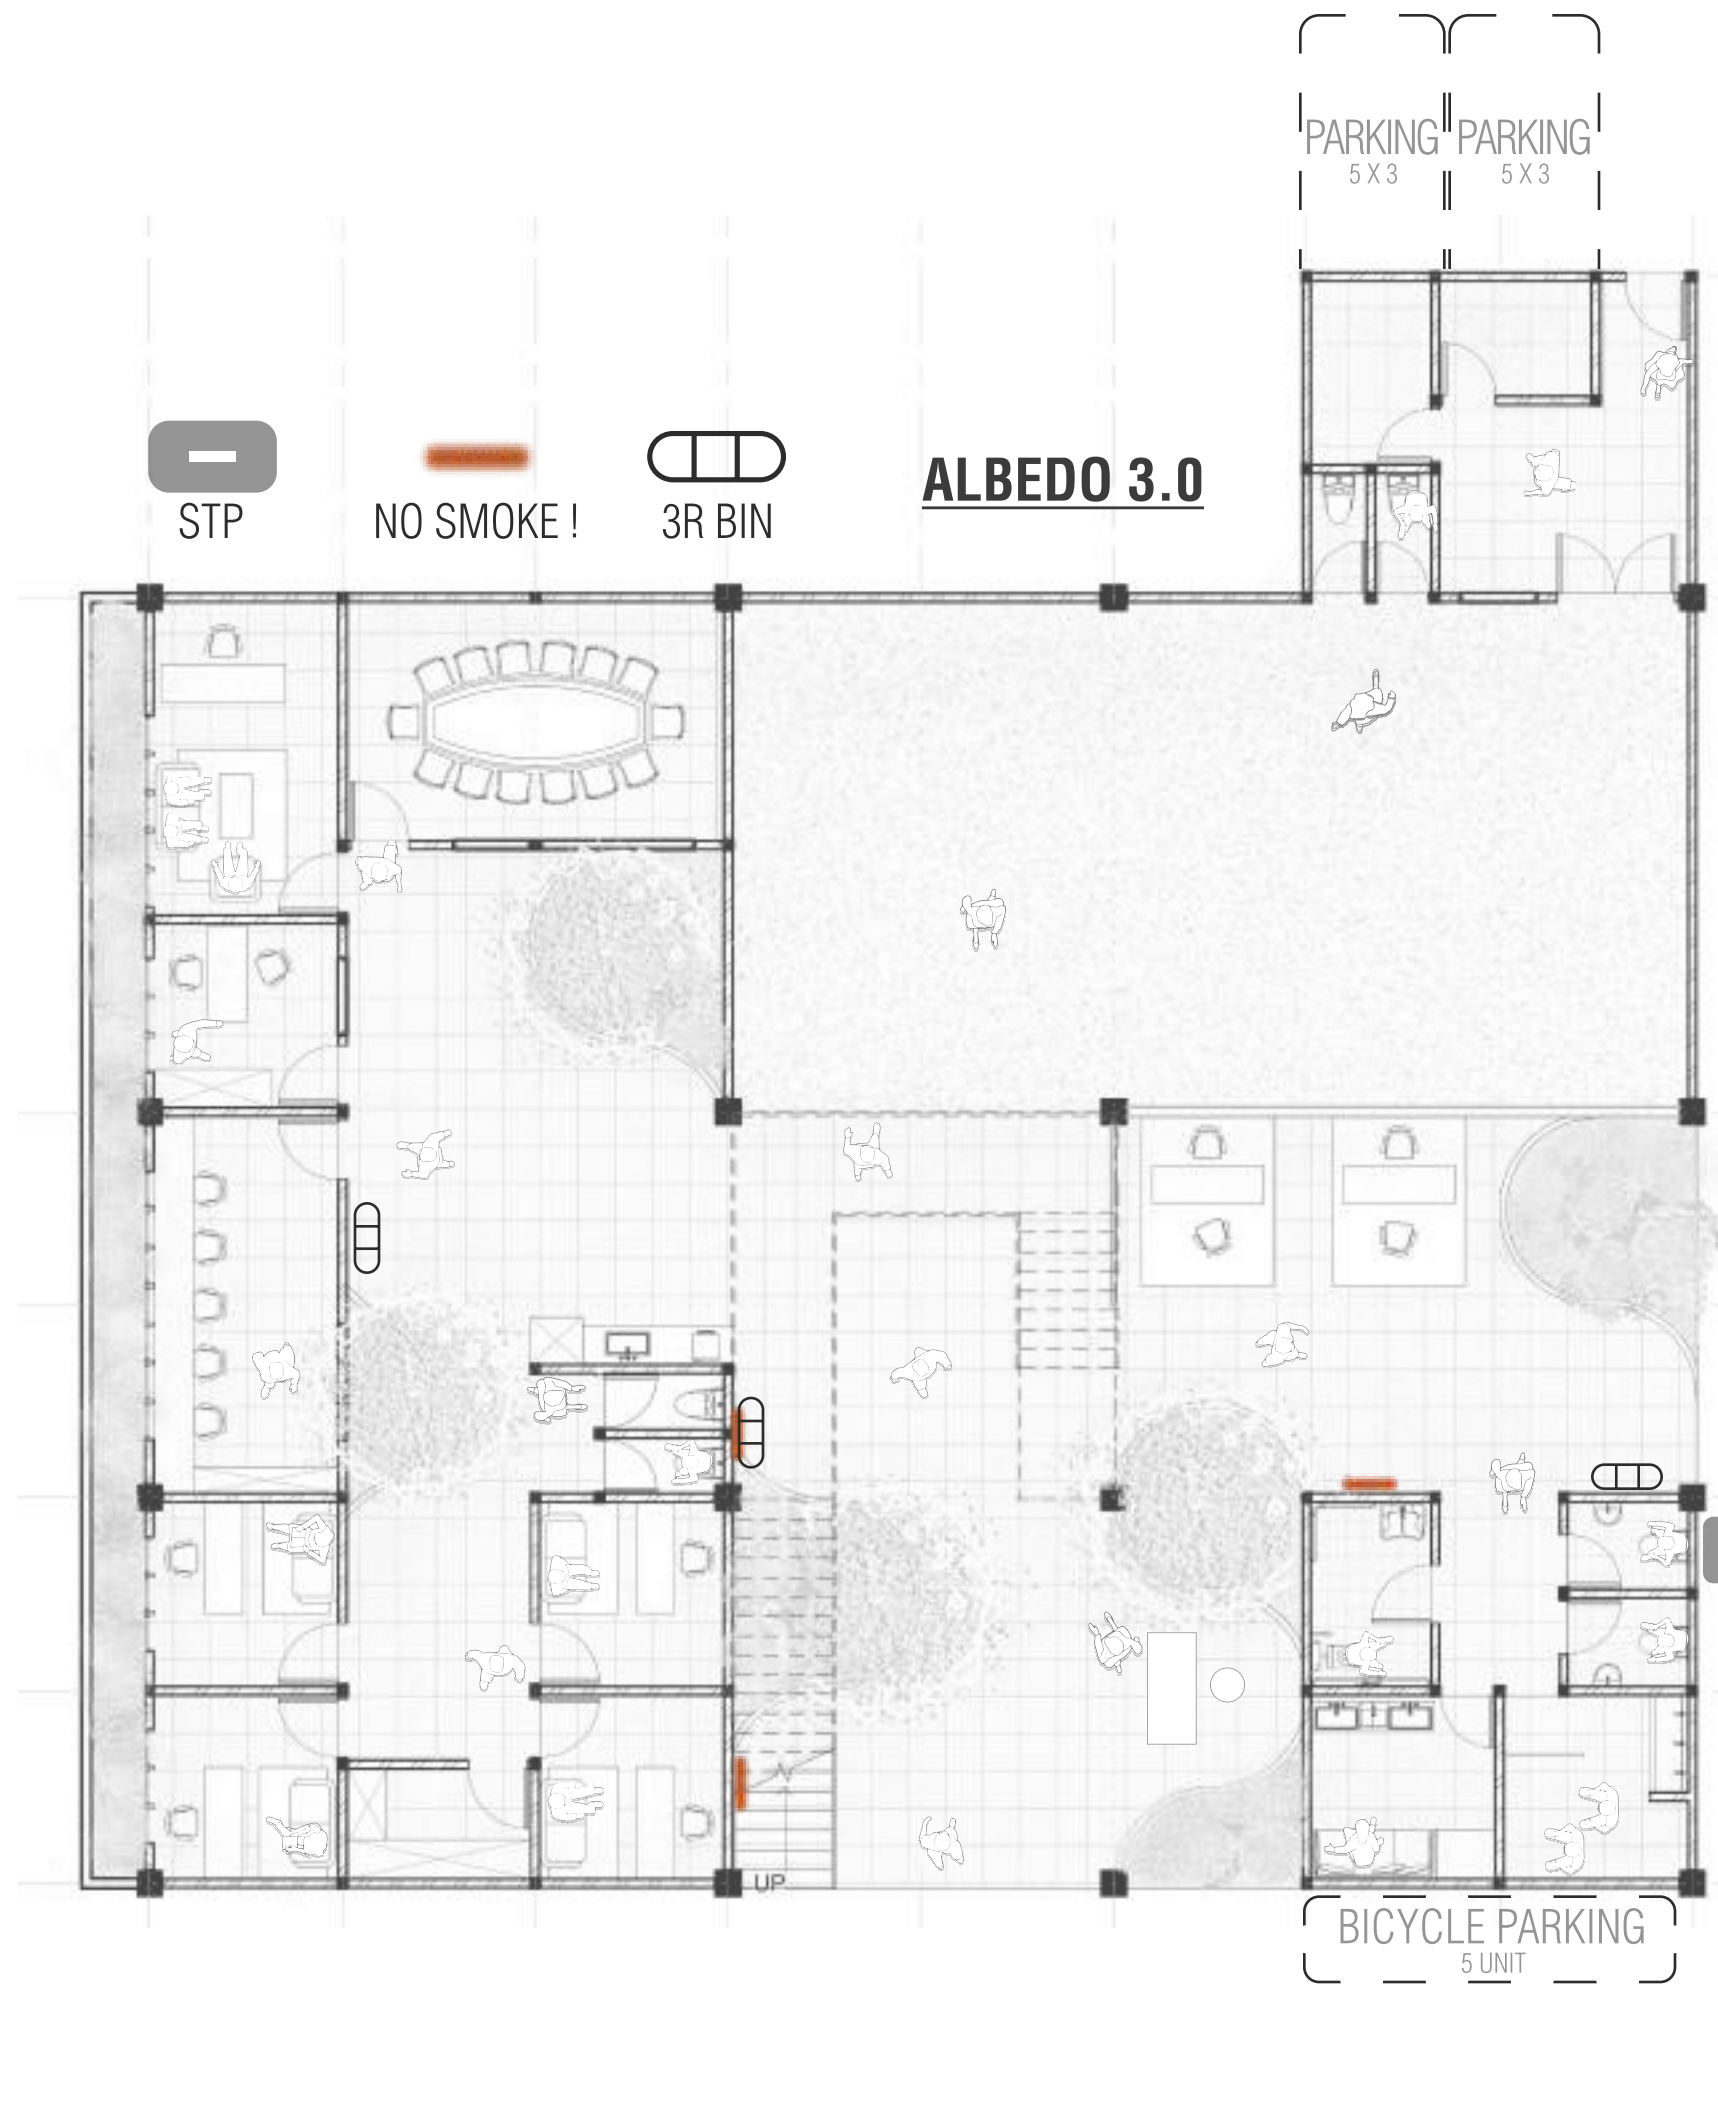 PARKING PARKING
5 X 3 5 X 3
ALBEDO 3.0
STP NO SMOKE ! 3R BIN
UP
BICYCLE PARKING
5 UNIT